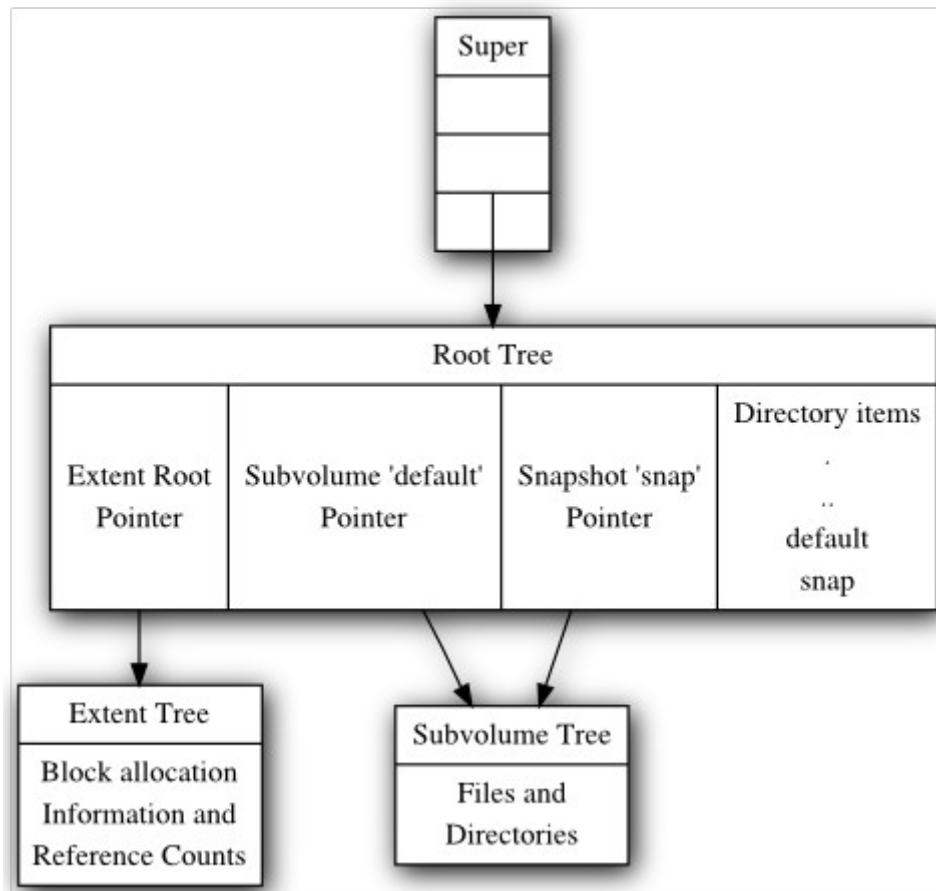 Super
Root Tree
Extent Root
Pointer
Subvolume 'default'
Pointer
Snapshot 'snap'
Pointer
Directory items
.
..
default
snap
Extent Tree
Block allocation
Information and
Reference Counts
Subvolume Tree
Files and
Directories